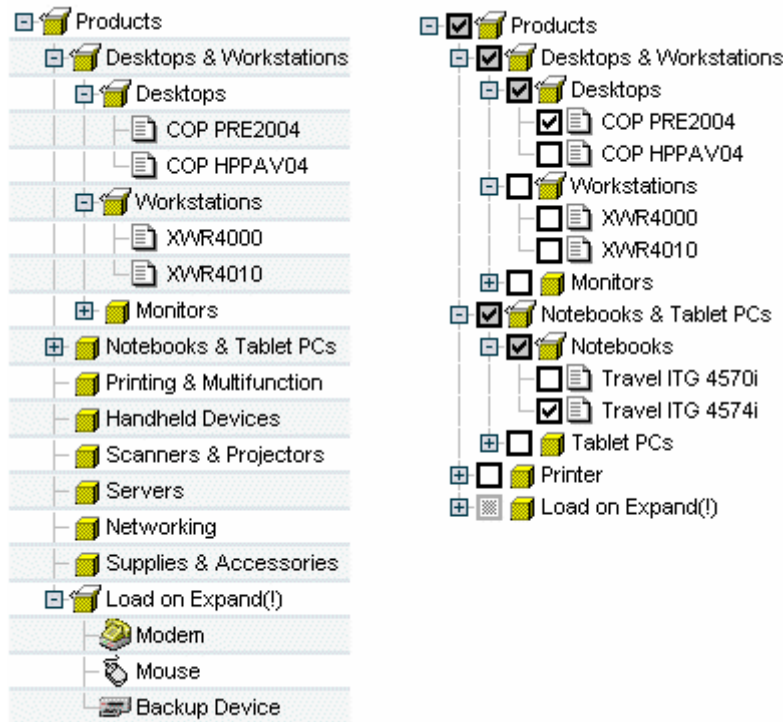 Products
Desktops & Workstations
Desktops
COP PRE2004
COP HPPAV04
Workstations
XWR4000
XWR4010
Monitors
Notebooks & Tablet PCs
Printing & Multifunction
Handheld Devices
Scanners & Projectors
Servers
Networking
Supplies & Accessories
Load on Expand(!)
Modem
Mouse
Backup Device
Products
Desktops & Workstations
Desktops
COP PRE2004
COP HPPAV04
Workstations
XWR4000
XWR4010
Monitors
Notebooks & Tablet PCs
Notebooks
Travel ITG 4570i
Travel ITG 4574i
Tablet PCs
Printer
Load on Expand(!)